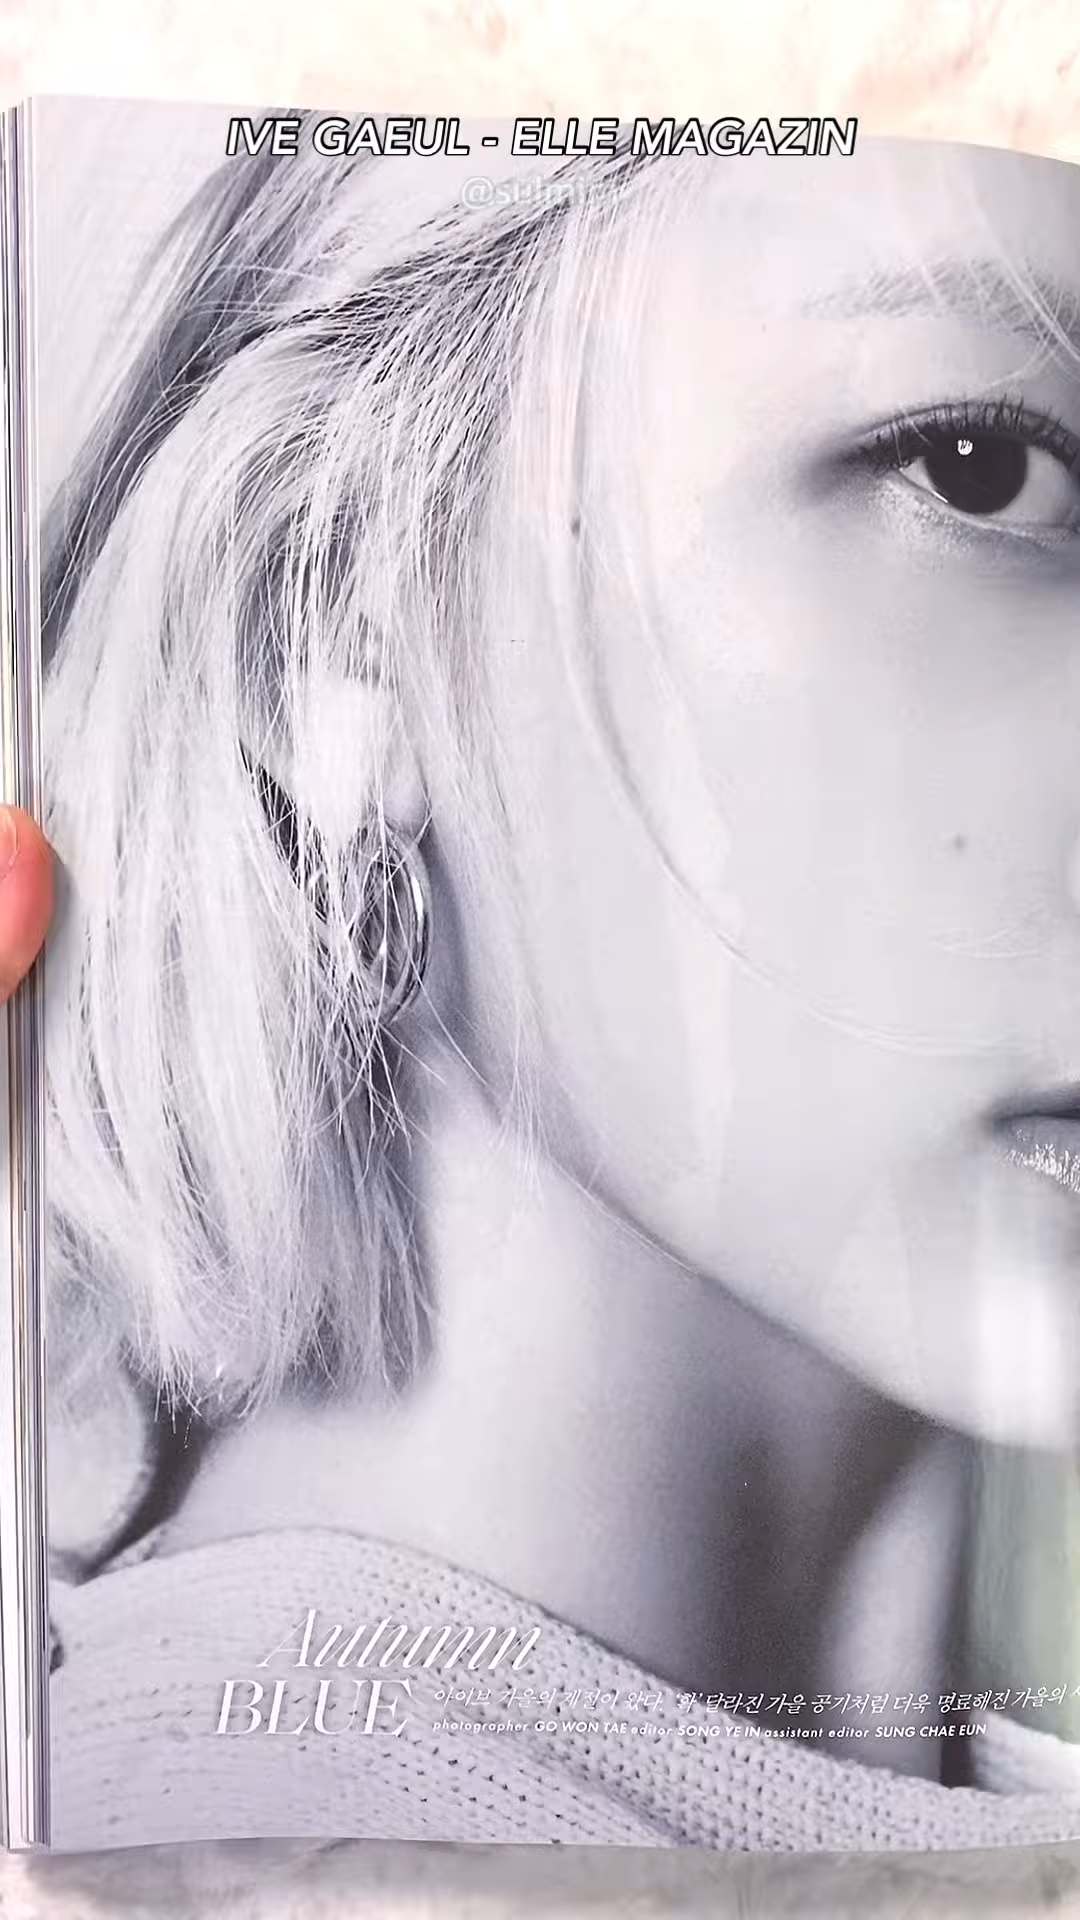 IVE GAEUL - ELLE MAGAZIN
Autumn
BLUE
아이브 가을의 계절이 왔다. '확' 달라진 가을 공기처럼 더욱 명료해진 가을의
photographer GO WON TAE editor SONG YE IN assistant editor SUNG CHAE EUN